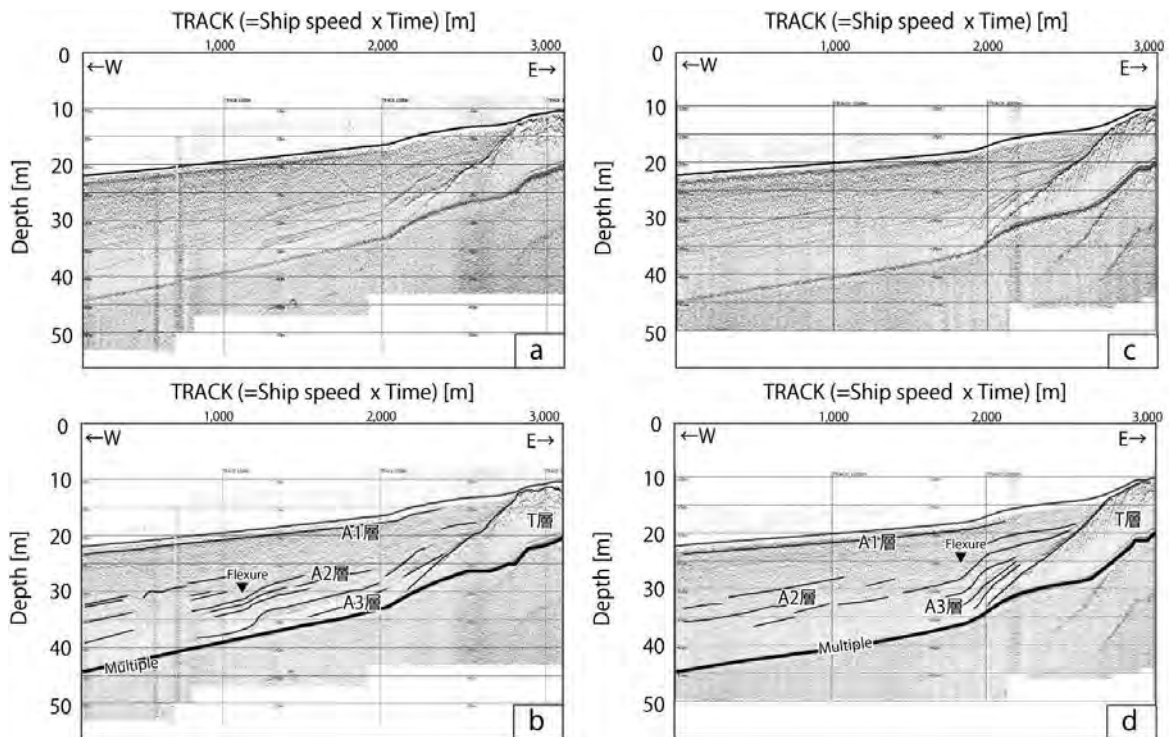 TRACK (=Ship speed x Time) [m]
1,000 2,000 3,000
←W E→
0
10
20
30
40
50
Depth [m]
a
TRACK (=Ship speed x Time) [m]
1,000 2,000 3,000
←W E→
0
10
20
30
40
50
Depth [m]
c
TRACK (=Ship speed x Time) [m]
1,000 2,000 3,000
←W E→
0
10
20
30
40
50
Depth [m]
A1層
T層
Flexure
A2層
A3層
Multiple
b
TRACK (=Ship speed x Time) [m]
1,000 2,000 3,000
←W E→
0
10
20
30
40
50
Depth [m]
T層
A1層
Flexure
A2層
A3層
Multiple
d